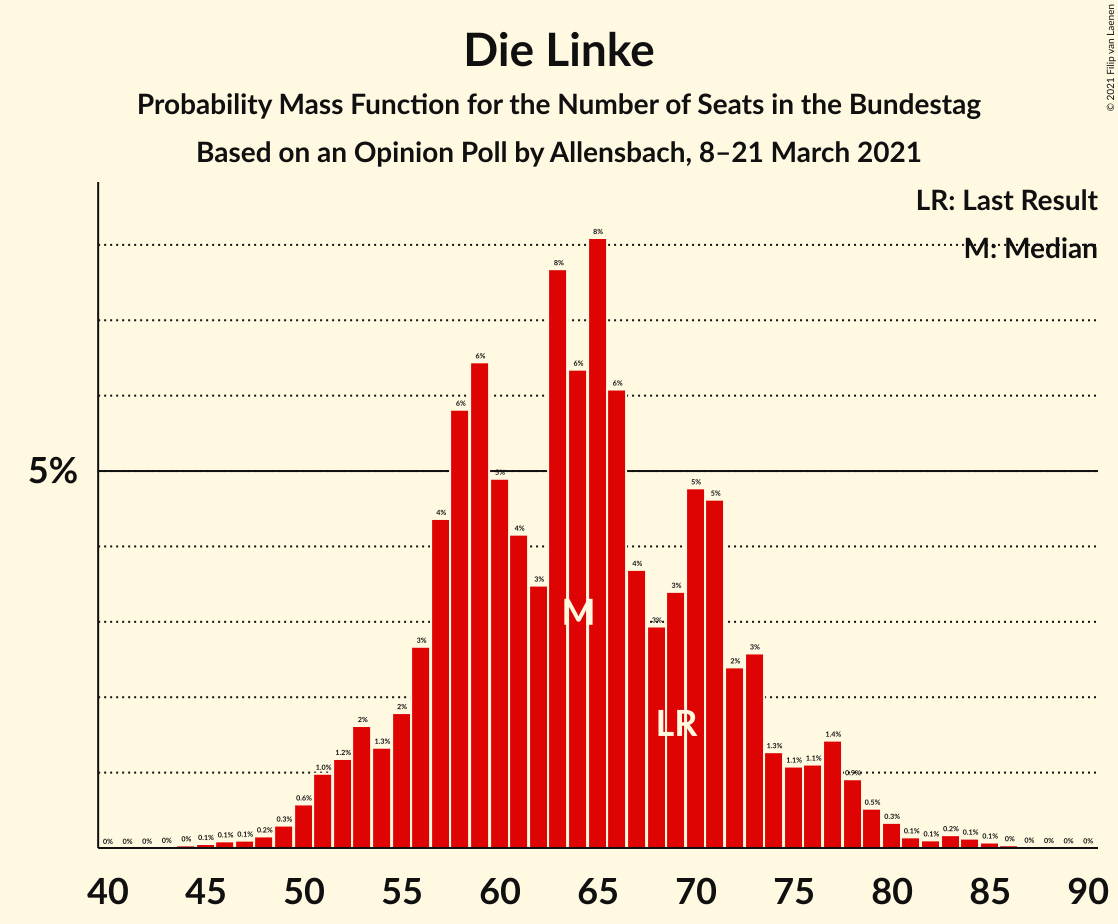 © 2021 Filip van Laenen
Die Linke
Probability Mass Function for the Number of Seats in the Bundestag
Based on an Opinion Poll by Allensbach, 8–21 March 2021
LR: Last Result
M: Median
5%
0% 0% 0% 0% 0% 0.1% 0.1% 0.1% 0.2% 0.3% 0.6% 1.0% 1.2% 2% 1.3% 2% 3% 4% 6% 6% 5% 4% 3% 8% 6% 8% 6% 4% 3% 3% 5% 5% 2% 3% 1.3% 1.1% 1.1% 1.4% 0.9% 0.5% 0.3% 0.1% 0.1% 0.2% 0.1% 0.1% 0% 0% 0% 0% 0%
M
LR
40 45 50 55 60 65 70 75 80 85 90